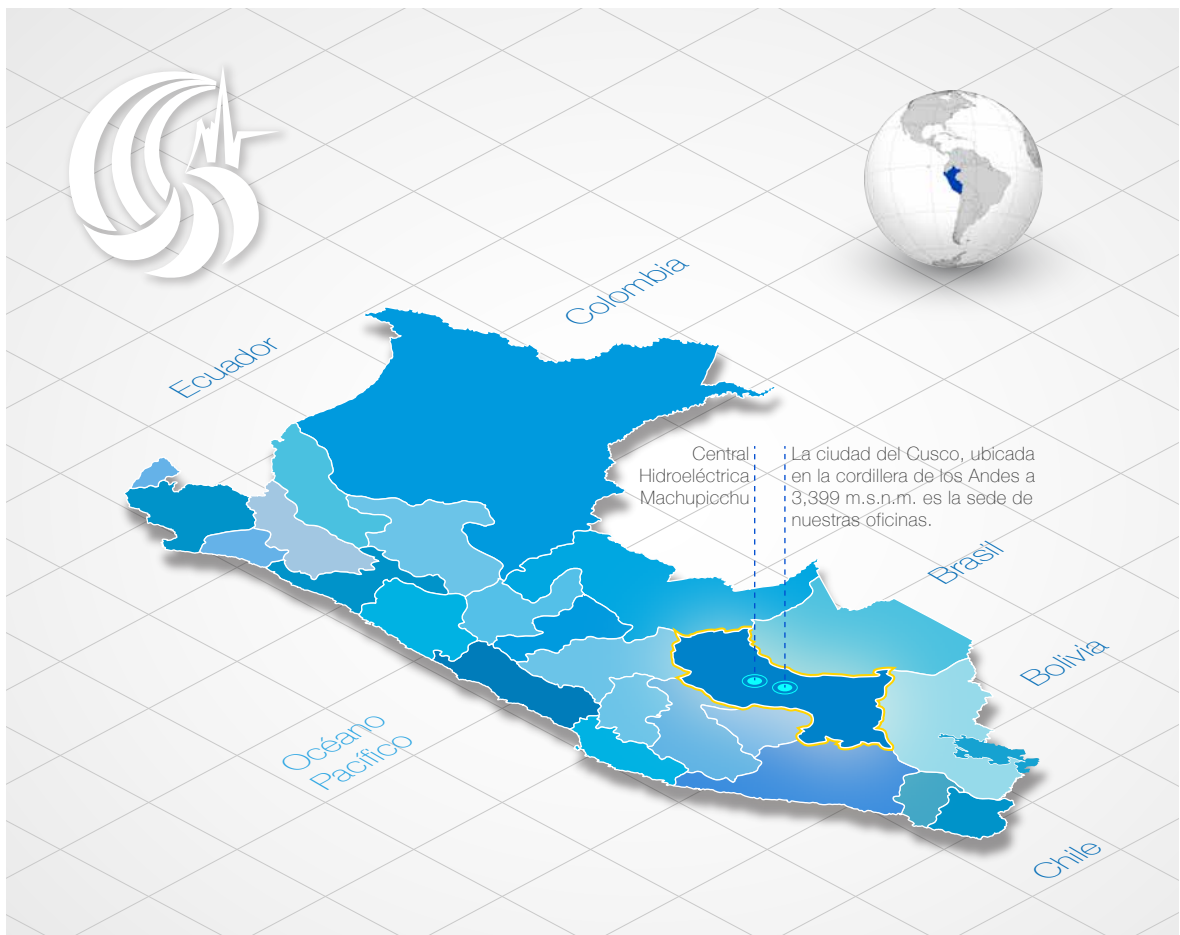 Colombia
Ecuador
Central
Hidroeléctrica
Machupicchu
La ciudad del Cusco, ubicada
en la cordillera de los Andes a
3,399 m.s.n.m. es la sede de
nuestras oficinas.
Brasil
Bolivia
Océano
Pacífico
Chile